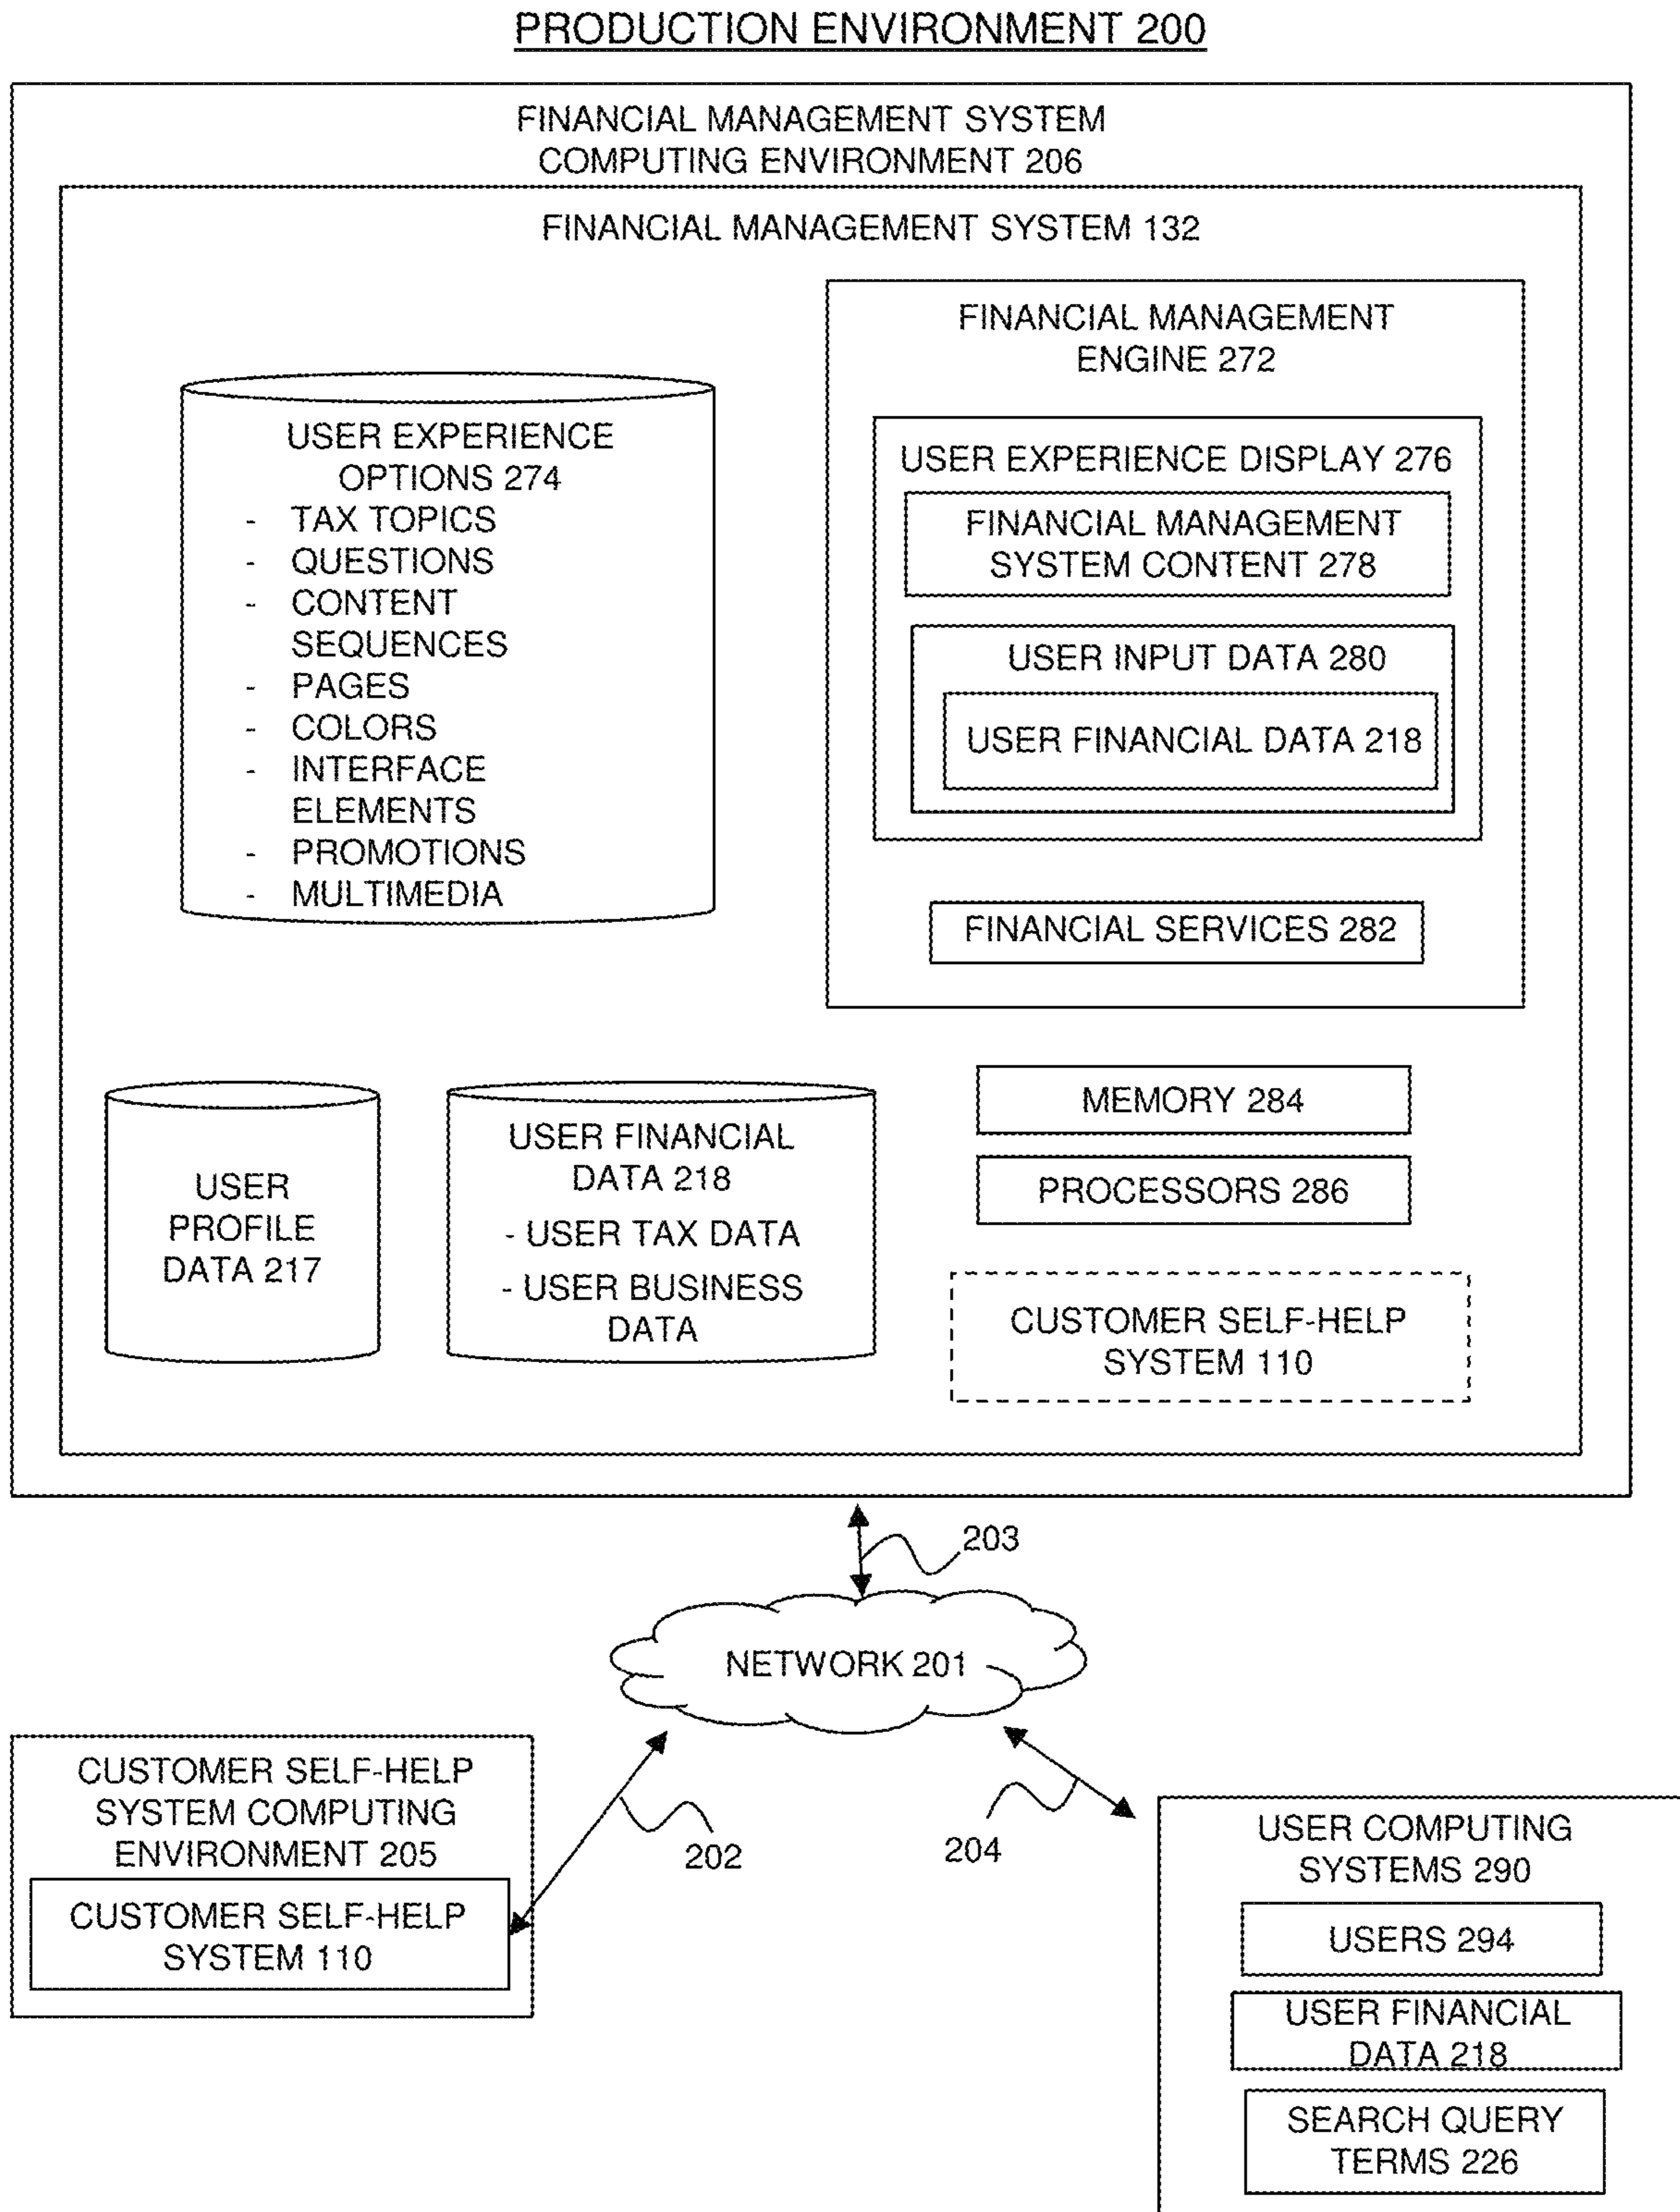 PRODUCTION ENVIRONMENT 200
FINANCIAL MANAGEMENT SYSTEM
COMPUTING ENVIRONMENT 206
FINANCIAL MANAGEMENT SYSTEM 132
USER EXPERIENCE
OPTIONS 274
- TAX TOPICS
- QUESTIONS
- CONTENT
SEQUENCES
- PAGES
- COLORS
- INTERFACE
ELEMENTS
- PROMOTIONS
- MULTIMEDIA
FINANCIAL MANAGEMENT
ENGINE 272
USER EXPERIENCE DISPLAY 276
FINANCIAL MANAGEMENT
SYSTEM CONTENT 278
USER INPUT DATA 280
USER FINANCIAL DATA 218
FINANCIAL SERVICES 282
USER
PROFILE
DATA 217
USER FINANCIAL
DATA 218
- USER TAX DATA
- USER BUSINESS
DATA
MEMORY 284
PROCESSORS 286
CUSTOMER SELF-HELP
SYSTEM 110
203
NETWORK 201
CUSTOMER SELF-HELP
SYSTEM COMPUTING
ENVIRONMENT 205
CUSTOMER SELF-HELP
SYSTEM 110
202
204
USER COMPUTING
SYSTEMS 290
USERS 294
USER FINANCIAL
DATA 218
SEARCH QUERY
TERMS 226